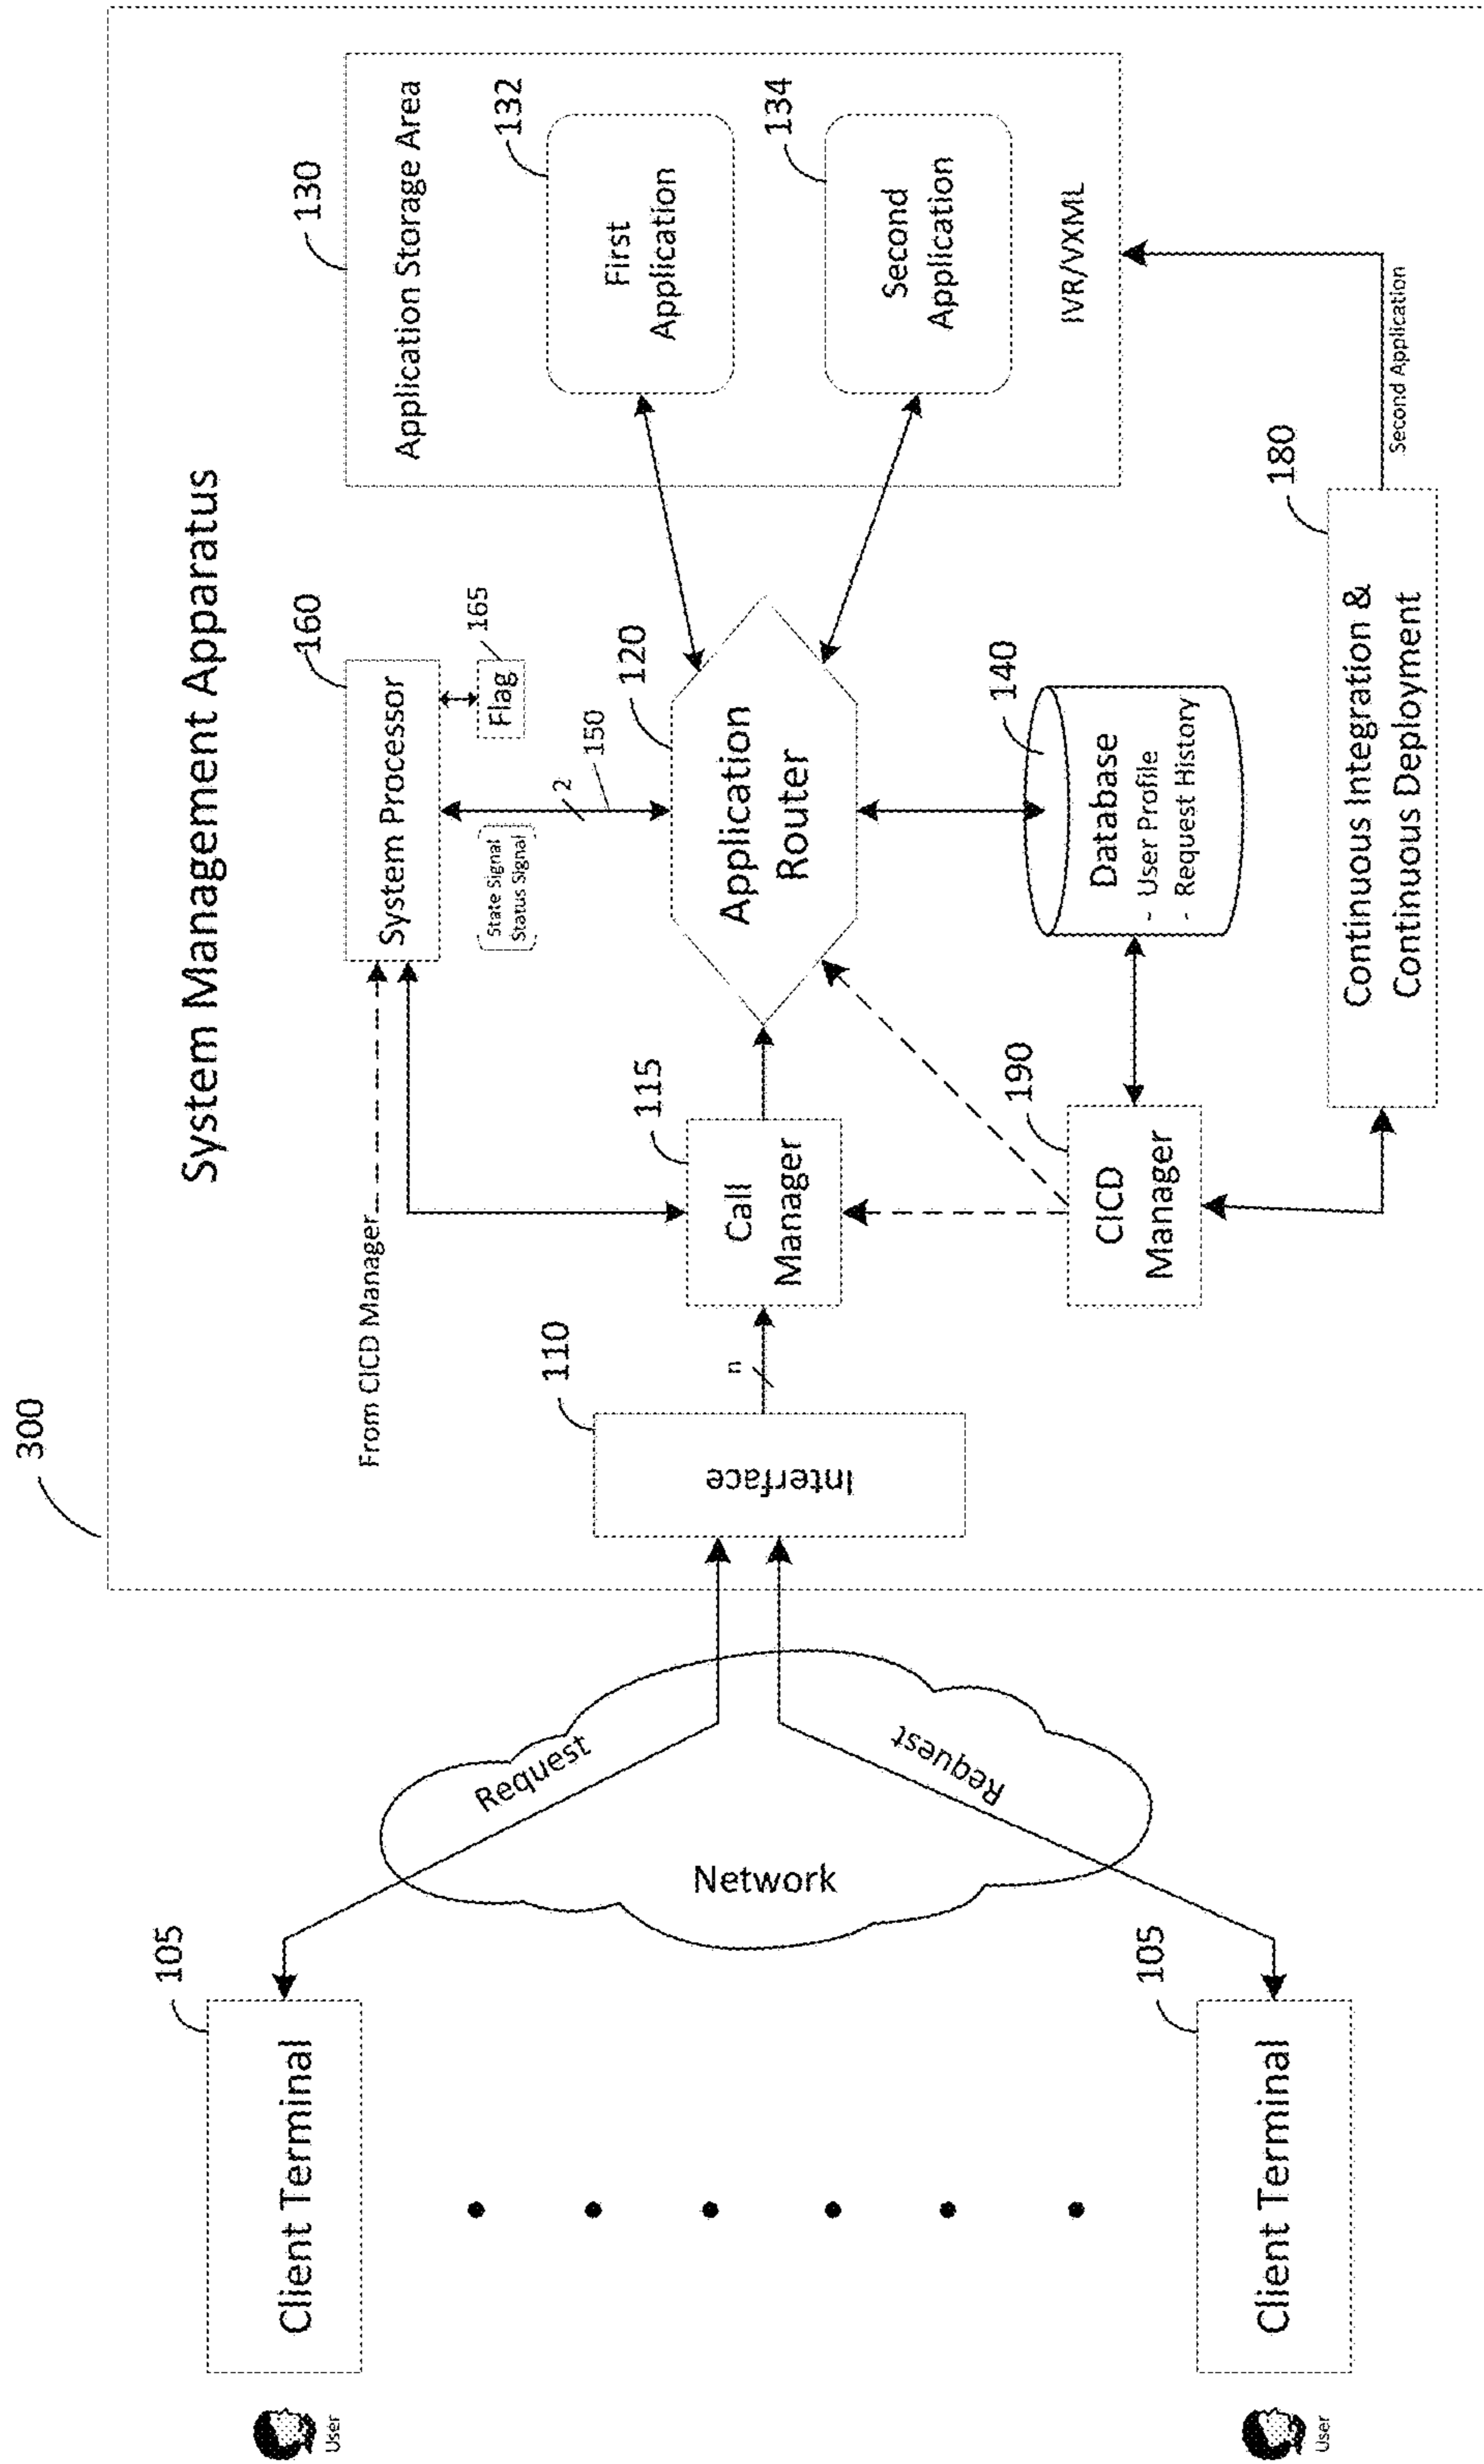 300
System Management Apparatus
105
Client Terminal
User
105
Client Terminal
User
Request
Request
Network
110
Interface
n
From CICD Manager
115
Call
Manager
160
System Processor
165
Flag
State Signal
Status Signal
2
150
120
Application
Router
140
Database
- User Profile
- Request History
190
CICD
Manager
180
Continuous Integration &
Continuous Deployment
Second Application
130
Application Storage Area
132
First
Application
134
Second
Application
IVR/VXML